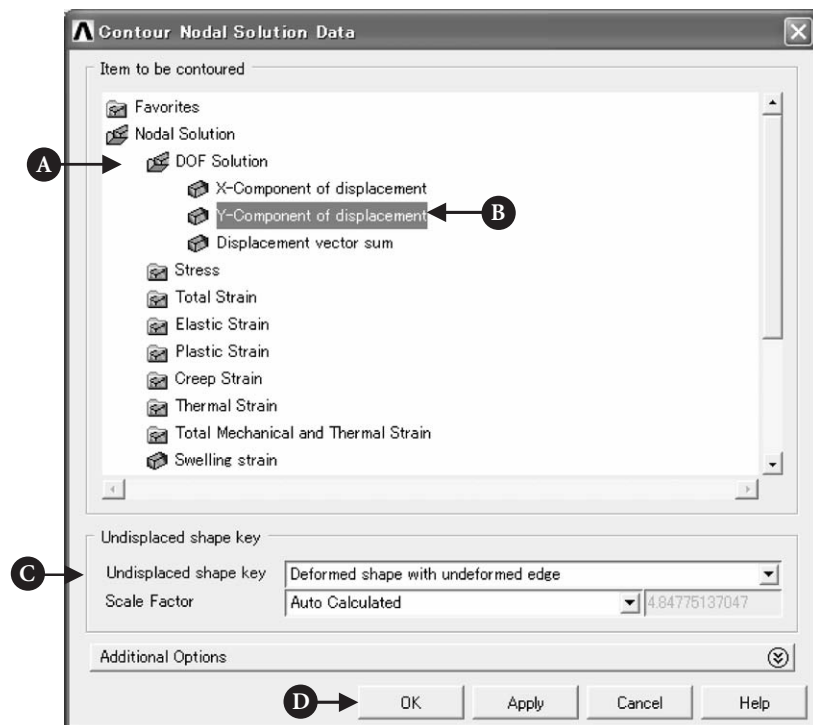 Contour Nodal Solution Data
Item to be contoured
Favorites
Nodal Solution
A DOF Solution
X-Component of displacement
Y-Component of displacement B
Displacement vector sum
Stress
Total Strain
Elastic Strain
Plastic Strain
Creep Strain
Thermal Strain
Total Mechanical and Thermal Strain
Swelling strain
Undisplaced shape key
C Undisplaced shape key Deformed shape with undeformed edge
Scale Factor Auto Calculated 4.84775137047
Additional Options
D OK Apply Cancel Help